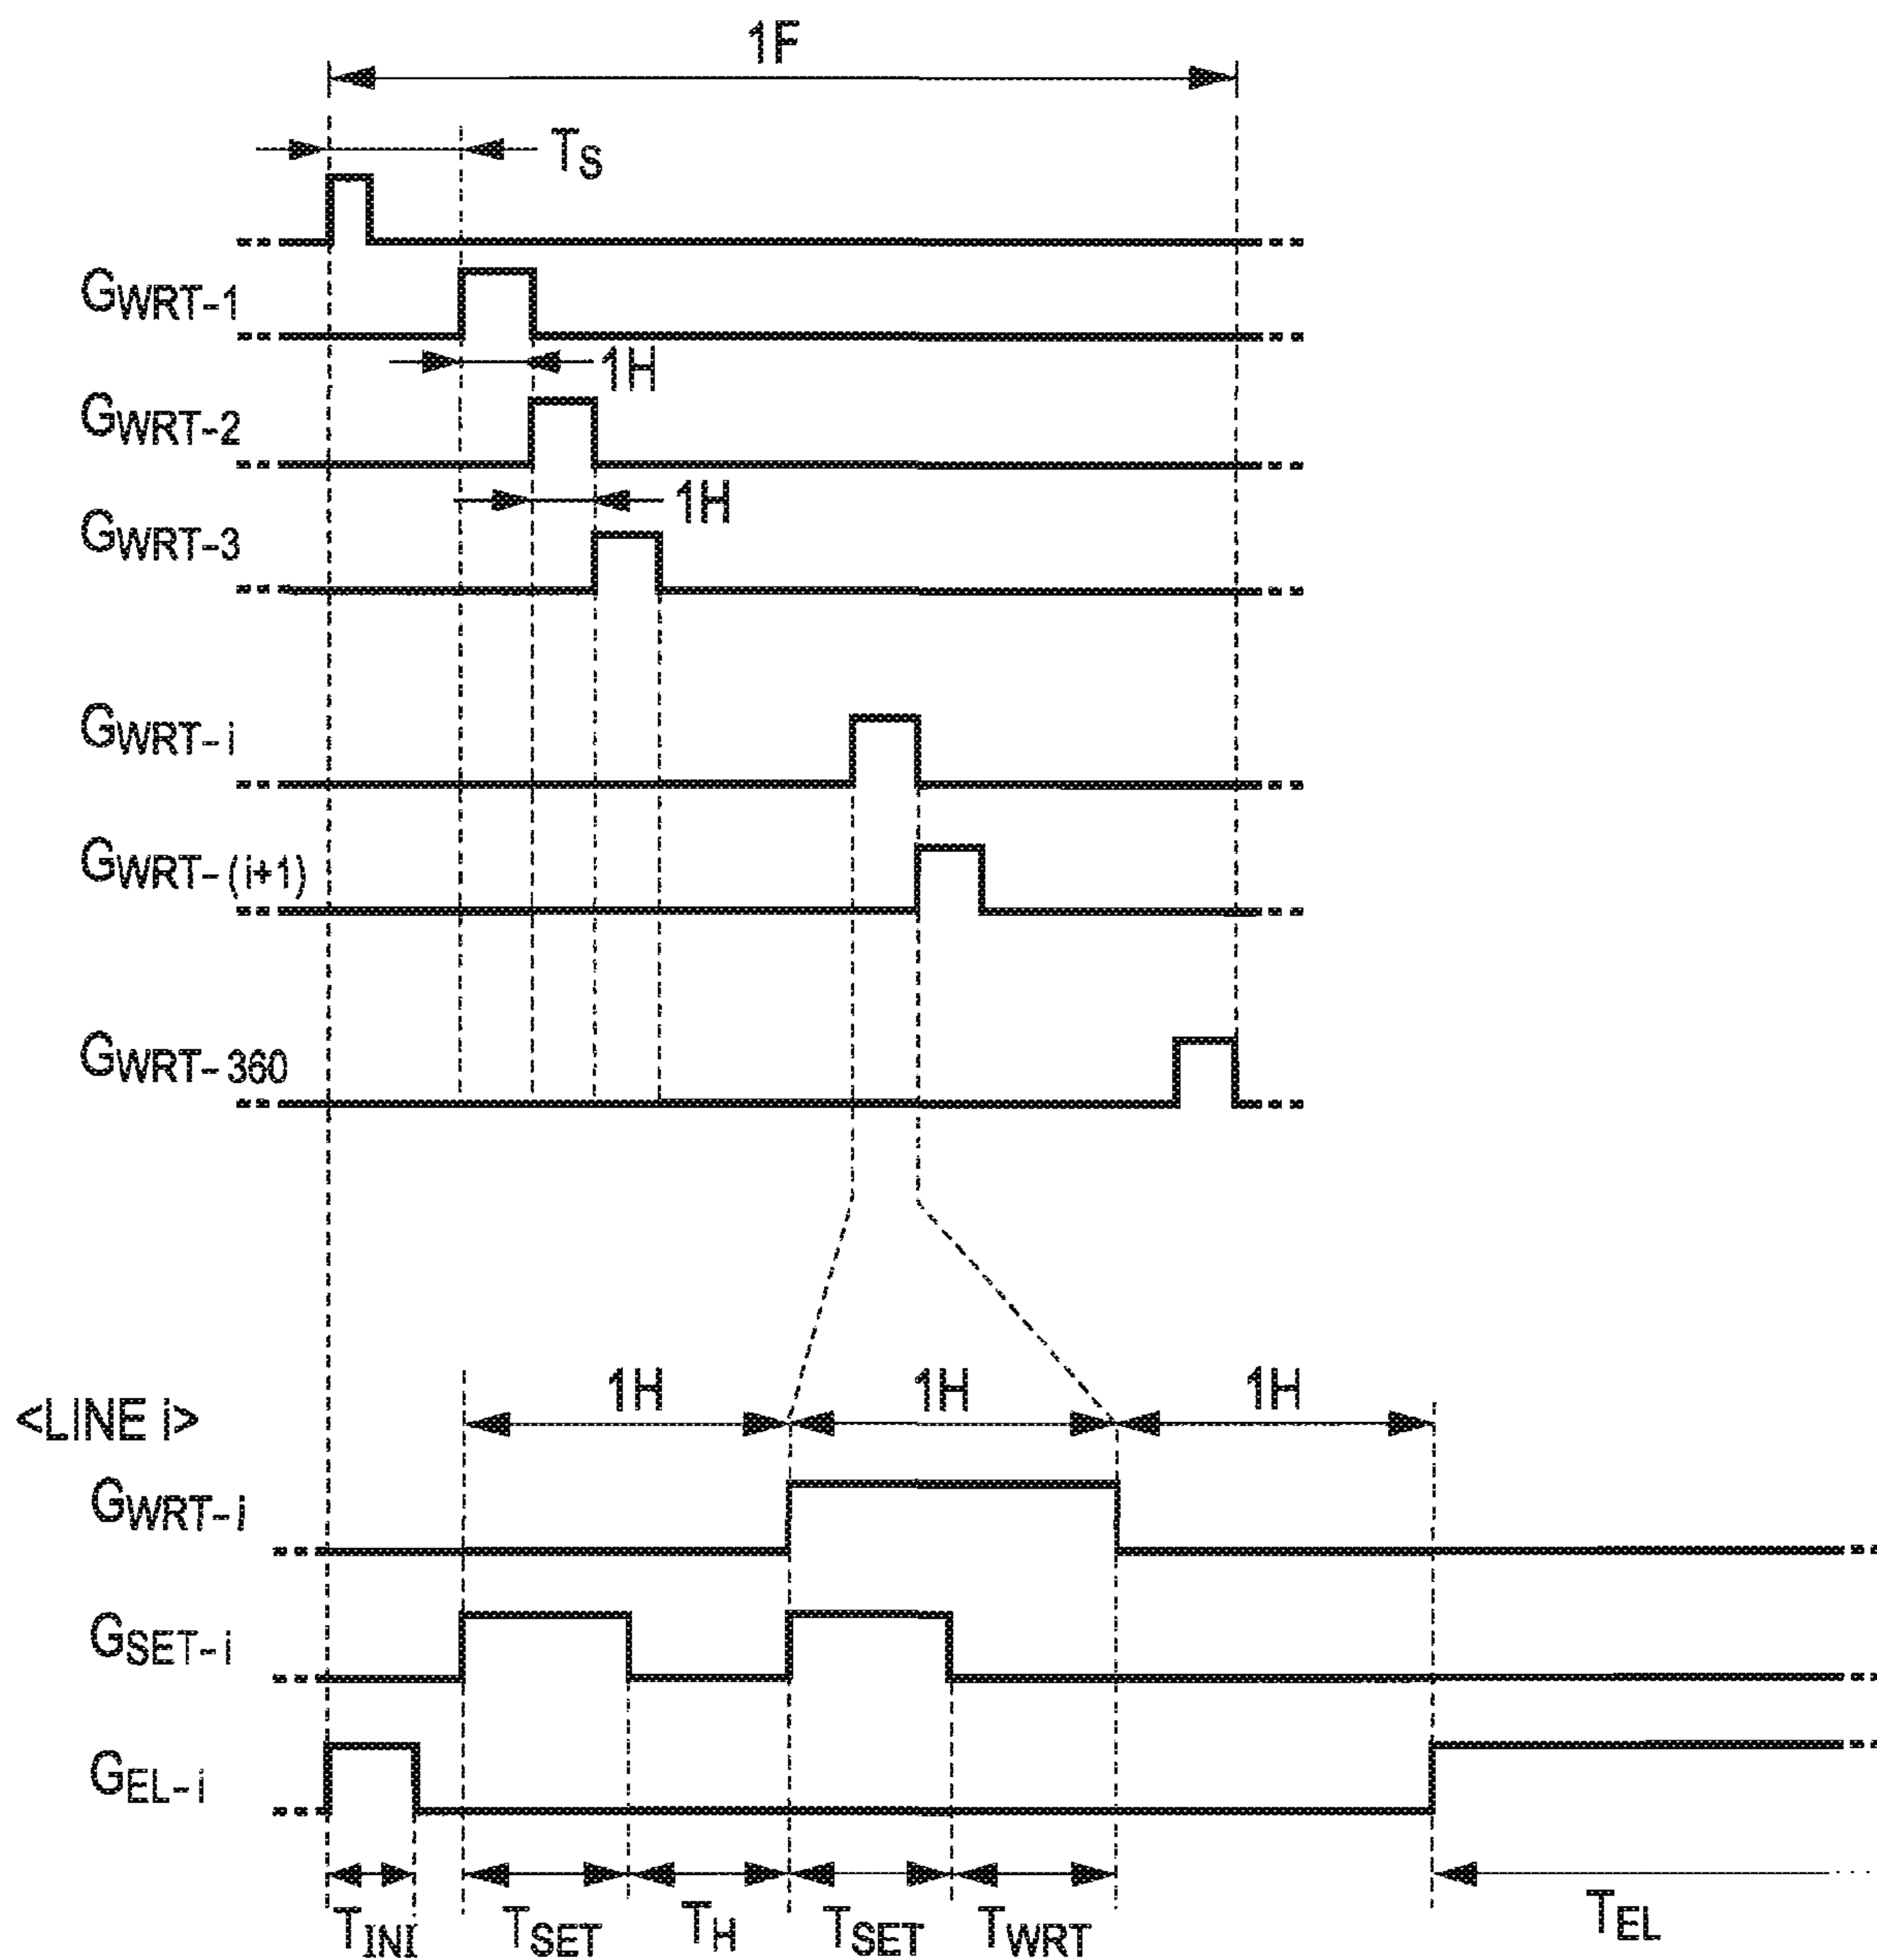 1F
TS
GWRT-1
1H
GWRT-2
1H
GWRT-3
GWRT-i
GWRT-(i+1)
GWRT-360
<LINE i> 1H 1H 1H
GWRT-i
GSET-i
GEL-i
TINI TSET TH TSET TWRT TEL